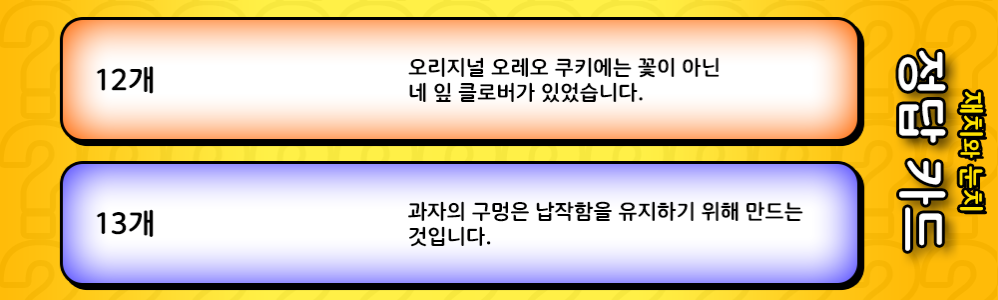 12개
오리지널 오레오 쿠키에는 꽃이 아닌
네 잎 클로버가 있었습니다.
13개
과자의 구멍은 납작함을 유지하기 위해 만드는
것입니다.
재치와 눈치
정답 카드